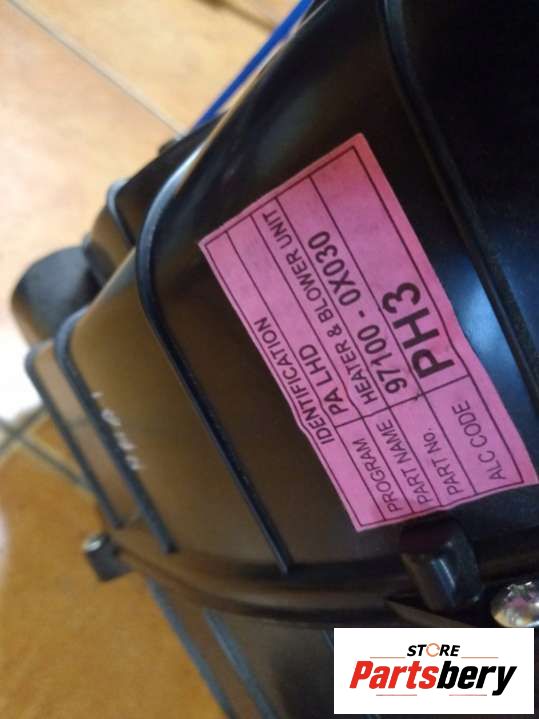 IDENTIFICATION
PROGRAM PA LHD
PART NAME HEATER & BLOWER UNIT
PART No. 97100 - 0X030
ALC CODE PH3
STORE
Partsbery